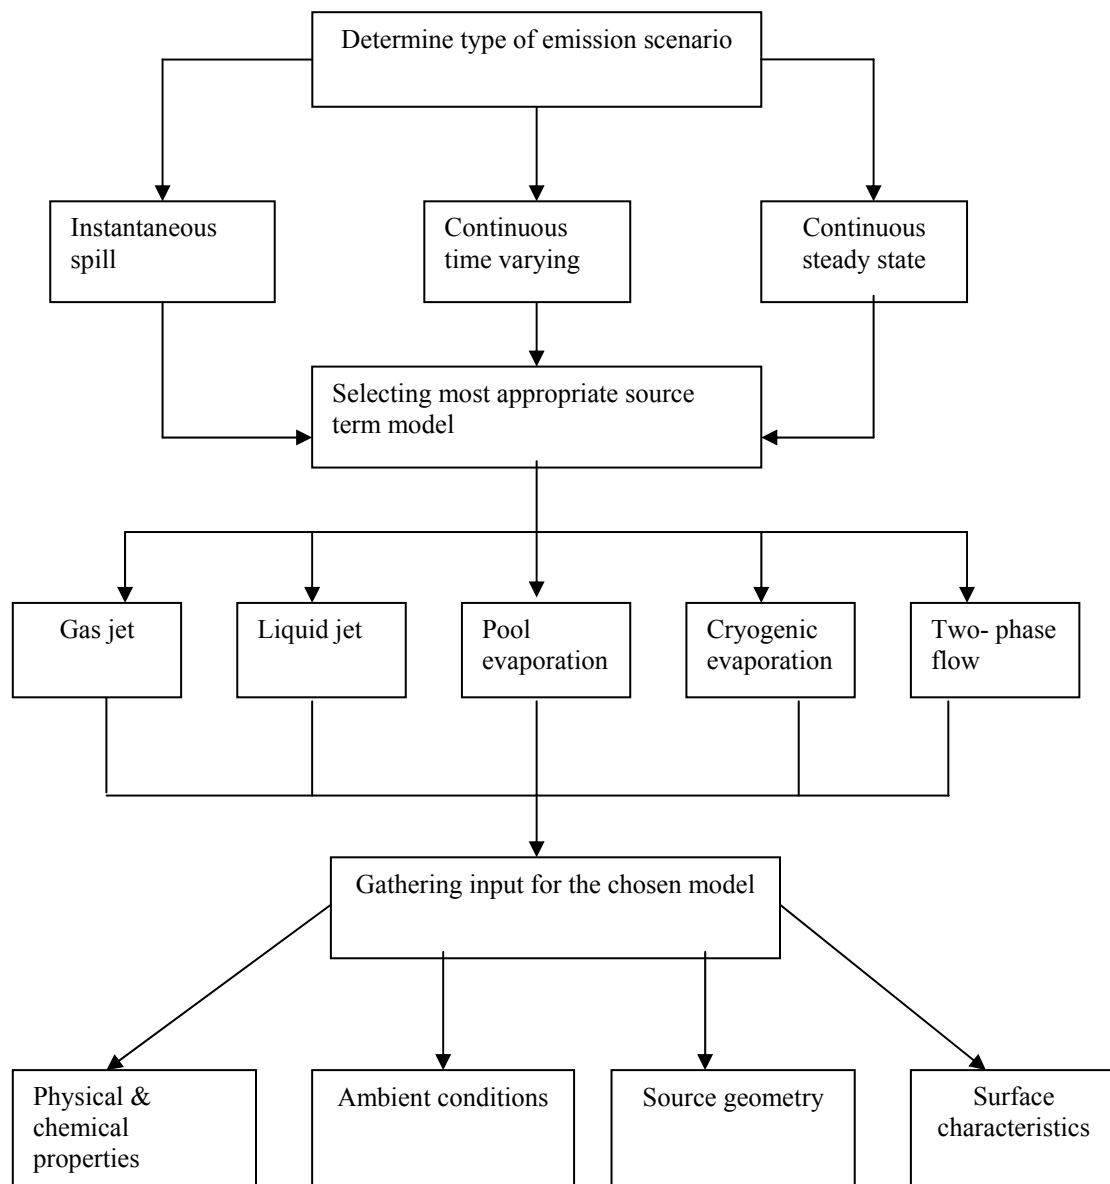 Determine type of emission scenario
Instantaneous
spill
Continuous
time varying
Continuous
steady state
Selecting most appropriate source
term model
Gas jet
Liquid jet
Pool
evaporation
Cryogenic
evaporation
Two- phase
flow
Gathering input for the chosen model
Physical &
chemical
properties
Ambient conditions
Source geometry
Surface
characteristics